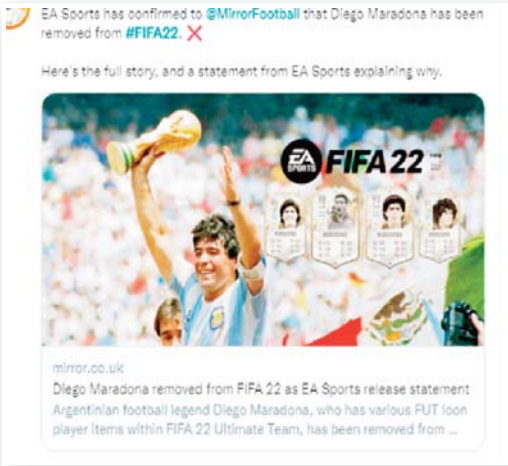 EA Sports has confirmed to @MirrorFootball that Diego Maradona has been
removed from #FIFA22. ❌
Here's the full story, and a statement from EA Sports explaining why.
EA
SPORTS
FIFA 22
mirror.co.uk
Diego Maradona removed from FIFA 22 as EA Sports release statement
Argentinian football legend Diego Maradona, who has various FUT Icon
player items within FIFA 22 Ultimate Team, has been removed from ...